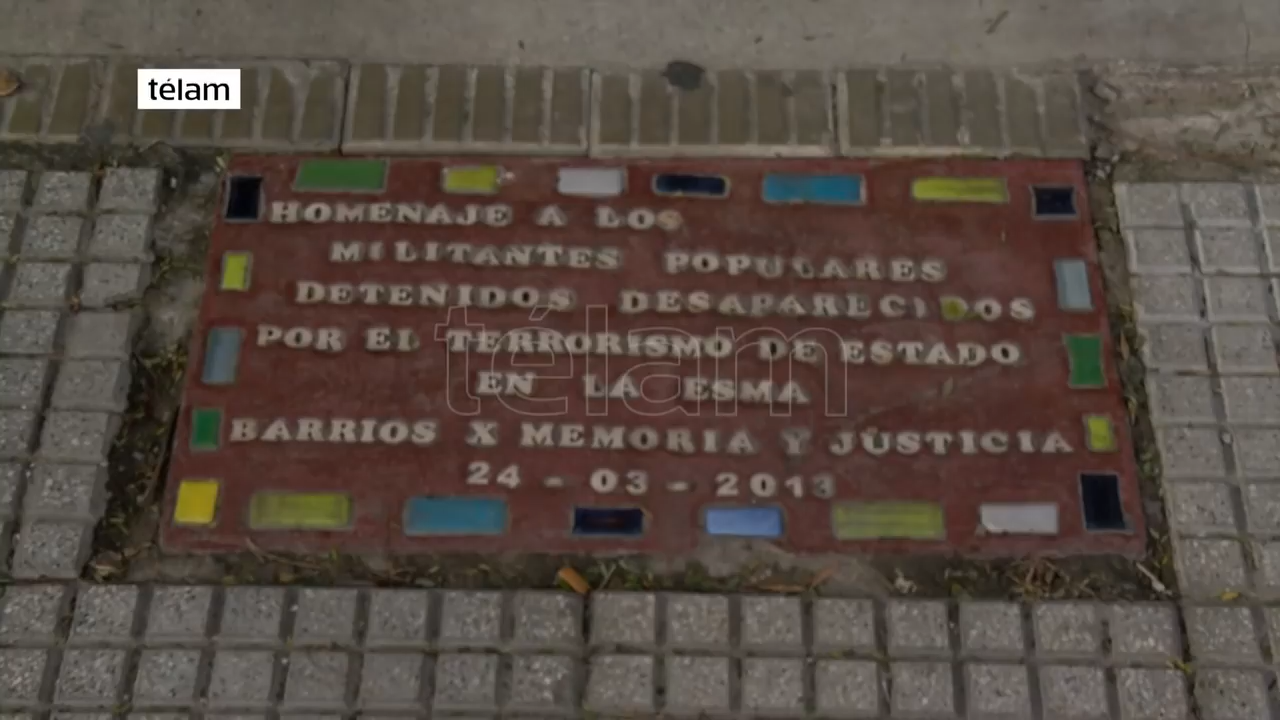 télam
HOMENAJE A LOS
MILITANTES POPULARES
DETENIDOS DESAPARECIDOS
POR EL TERRORISMO DE ESTADO
EN LA ESMA
télam
BARRIOS X MEMORIA Y JUSTICIA
24 - 03 - 2013